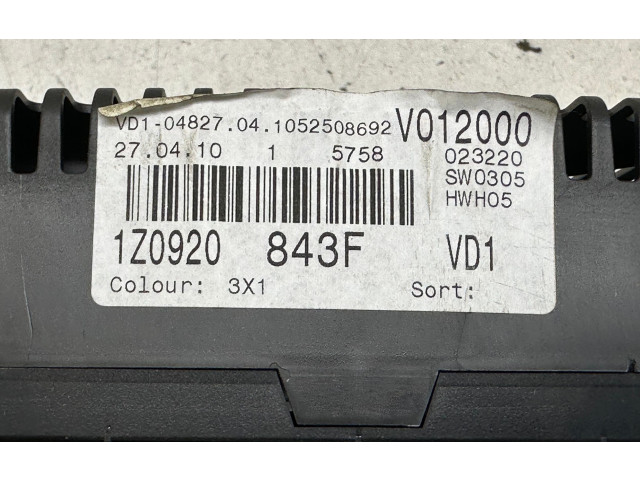 VD1-04827.04.1052508692 V012000
27.04.10 1 5758 023220
SW0305
HWH05
1Z0920 843F VD1
Colour: 3X1 Sort: